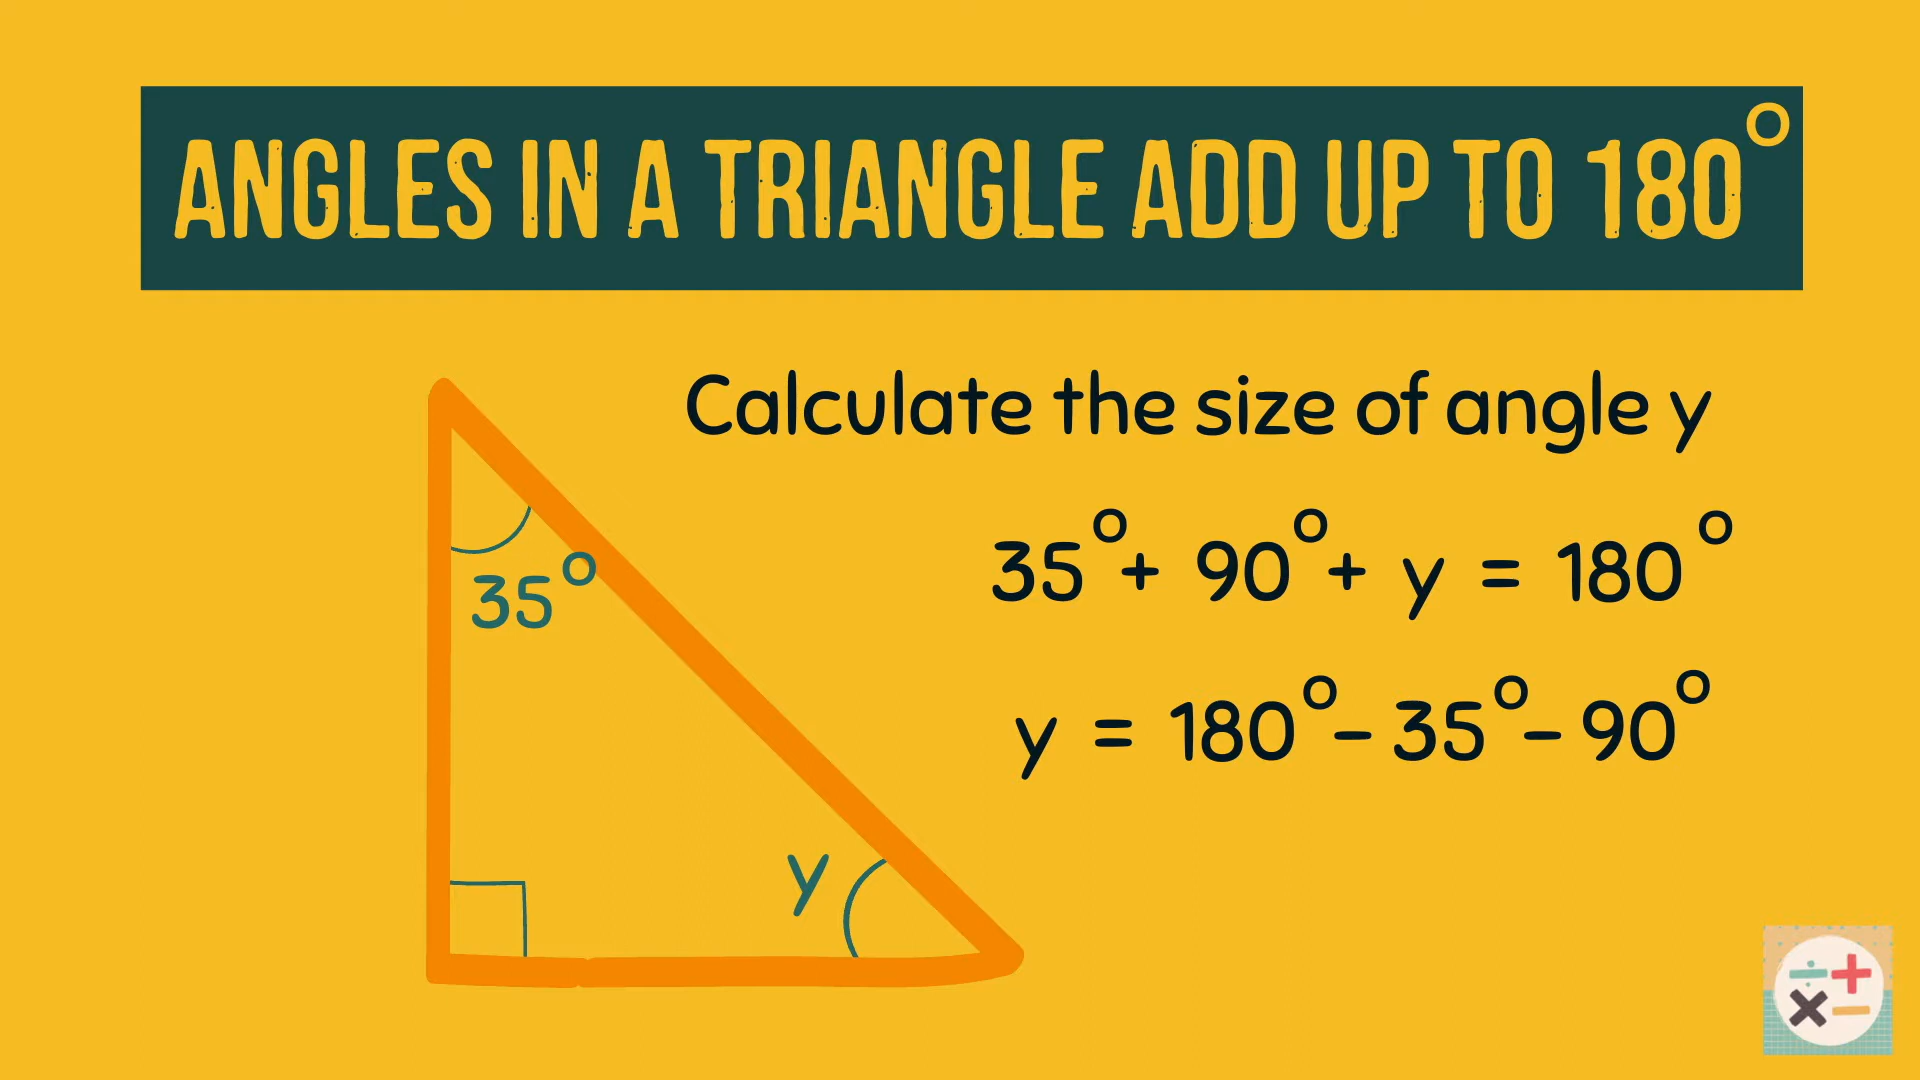 ANGLES IN A TRIANGLE ADD UP TO 180°
Calculate the size of angle y
35° + 90° + y = 180°
35°
y = 180° - 35° - 90°
y